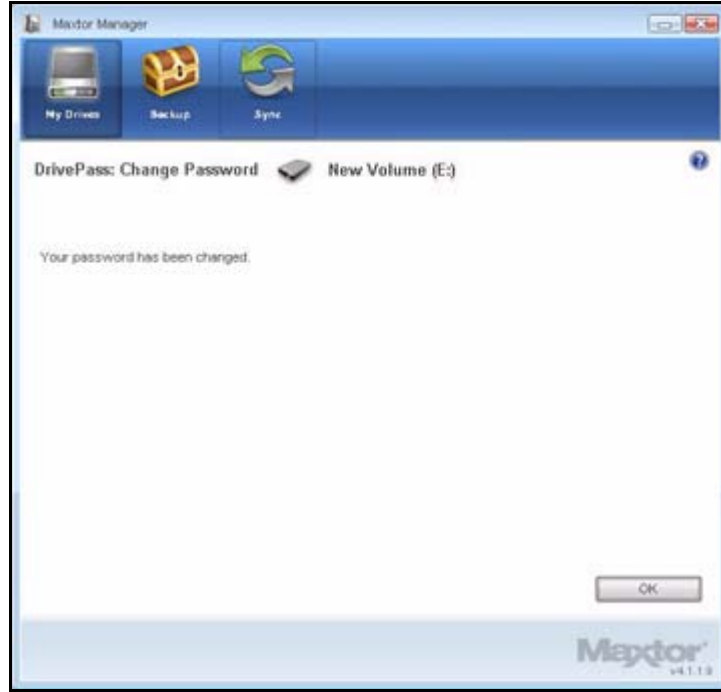 Maxtor Manager
My Drives
Backup
Sync
DrivePass: Change Password New Volume (E:)
?
Your password has been changed.
OK
Maxtor
v4.1.1.9